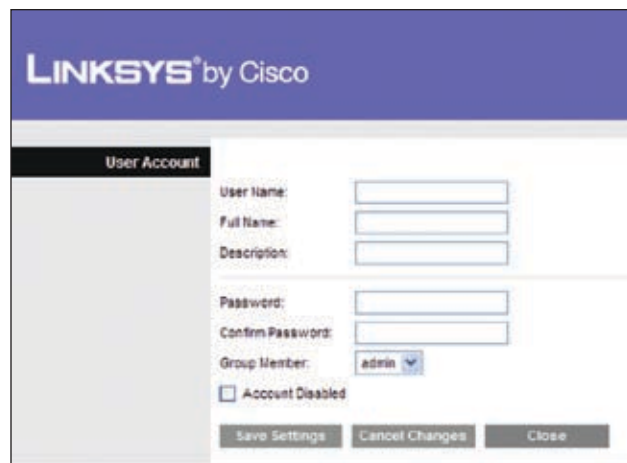 LINKSYS® by Cisco
User Account
User Name:
Full Name:
Description:
Password:
Confirm Password:
Group Member: admin
Account Disabled
Save Settings Cancel Changes Close